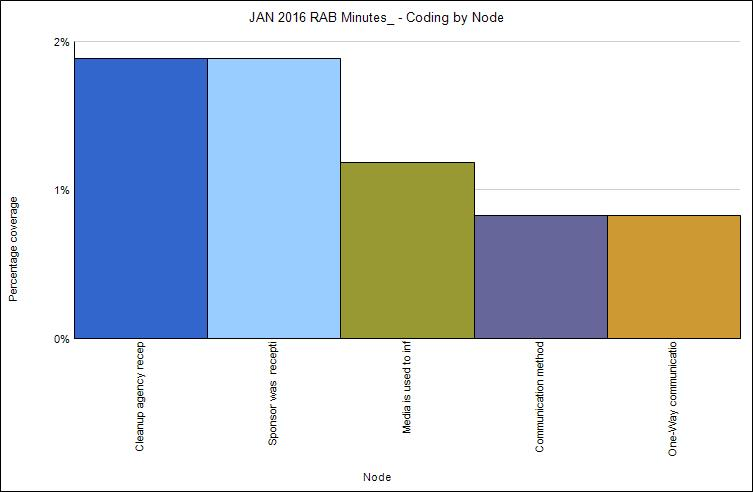 JAN 2016 RAB Minutes_ - Coding by Node
2%
1%
0%
Percentage coverage
Cleanup agency recep
Sponsor was  recepti
Media is used to inf
Communication method
One-Way communicatio
Node